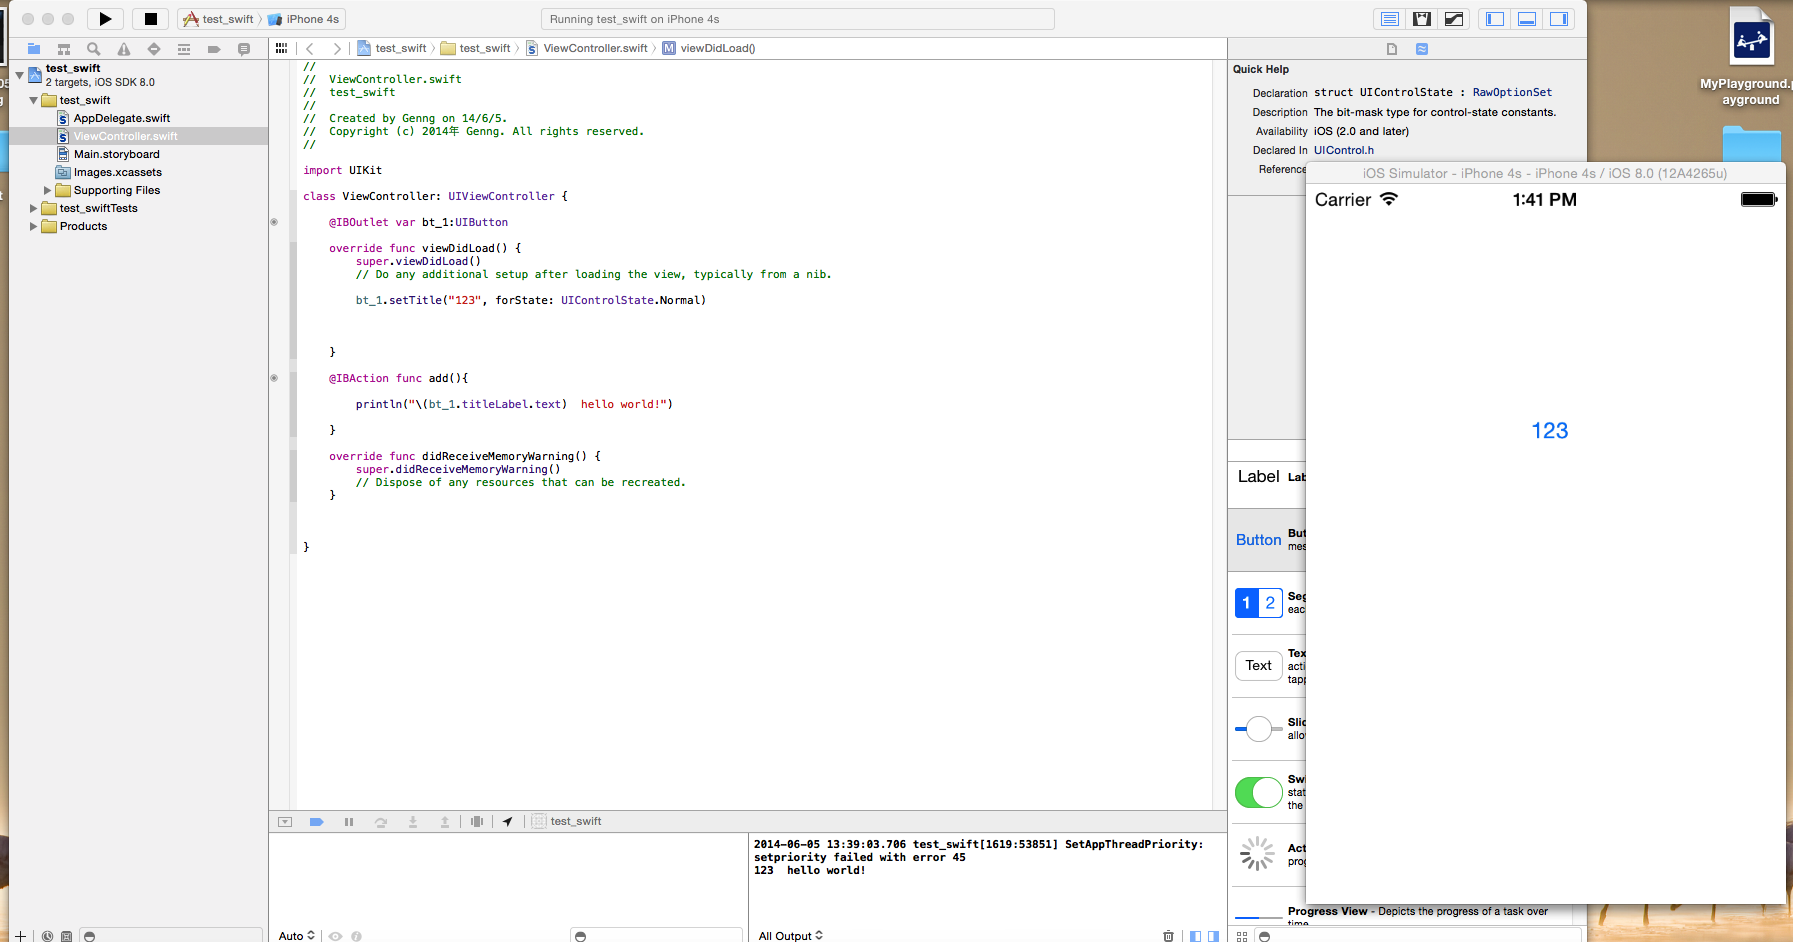 test_swift
iPhone 4s
Running test_swift on iPhone 4s
test_swift
test_swift
ViewController.swift
M
viewDidLoad()
test_swift
2 targets, iOS SDK 8.0
test_swift
AppDelegate.swift
ViewController.swift
Main.storyboard
Images.xcassets
Supporting Files
test_swiftTests
Products
//
//  ViewController.swift
//  test_swift
//
//  Created by Genng on 14/6/5.
//  Copyright (c) 2014年 Genng. All rights reserved.
//
import UIKit
class ViewController: UIViewController {
@IBOutlet var bt_1:UIButton
override func viewDidLoad() {
super.viewDidLoad()
// Do any additional setup after loading the view, typically from a nib.
bt_1.setTitle("123", forState: UIControlState.Normal)
}
@IBAction func add(){
println("\(bt_1.titleLabel.text)  hello world!")
}
override func didReceiveMemoryWarning() {
super.didReceiveMemoryWarning()
// Dispose of any resources that can be recreated.
}
}
test_swift
2014-06-05 13:39:03.706 test_swift[1619:53851] SetAppThreadPriority:
setpriority failed with error 45
123  hello world!
Auto
All Output
Quick Help
Declaration struct UIControlState : RawOptionSet
Description The bit-mask type for control-state constants.
Availability iOS (2.0 and later)
Declared In UIControl.h
Reference
Label Lab
Button But
mes
1 2 Seg
eac
Text Tex
acti
tapp
Slic
allo
Swi
stat
the
Act
prog
Progress View - Depicts the progress of a task over
time
iOS Simulator - iPhone 4s - iPhone 4s / iOS 8.0 (12A4265u)
Carrier
1:41 PM
123
MyPlayground.p
ayground